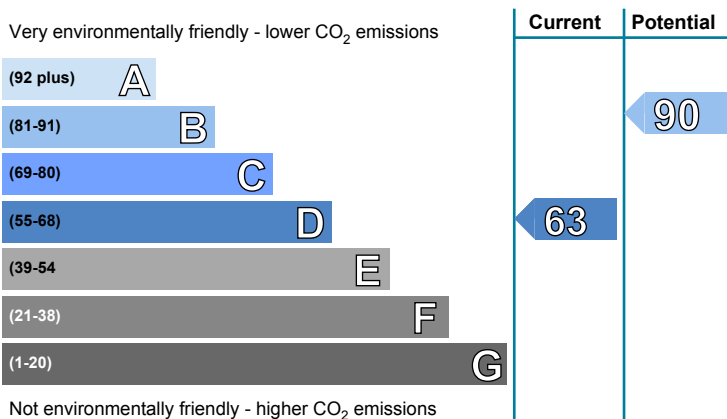 Very environmentally friendly - lower CO2 emissions
Current
Potential
(92 plus) A
(81-91) B
90
(69-80) C
(55-68) D
63
(39-54 E
(21-38) F
(1-20) G
Not environmentally friendly - higher CO2 emissions